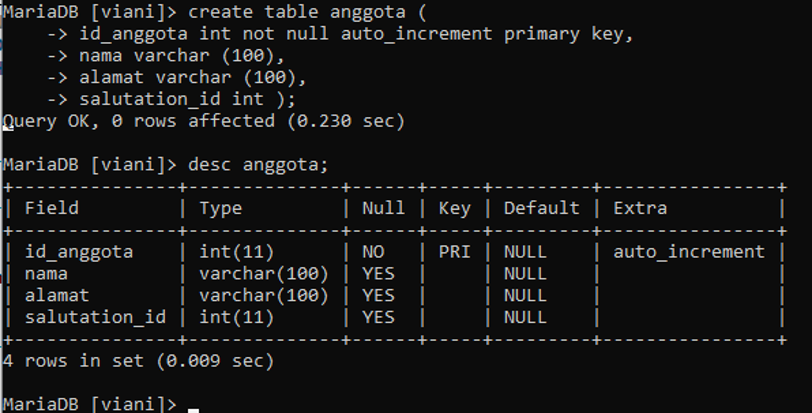 MariaDB [viani]> create table anggota (
    -> id_anggota int not null auto_increment primary key,
    -> nama varchar (100),
    -> alamat varchar (100),
    -> salutation_id int );
Query OK, 0 rows affected (0.230 sec)

MariaDB [viani]> desc anggota;
+---------------+--------------+------+-----+---------+----------------+
| Field         | Type         | Null | Key | Default | Extra          |
+---------------+--------------+------+-----+---------+----------------+
| id_anggota    | int(11)      | NO   | PRI | NULL    | auto_increment |
| nama          | varchar(100) | YES  |     | NULL    |                |
| alamat        | varchar(100) | YES  |     | NULL    |                |
| salutation_id | int(11)      | YES  |     | NULL    |                |
+---------------+--------------+------+-----+---------+----------------+
4 rows in set (0.009 sec)

MariaDB [viani]> _